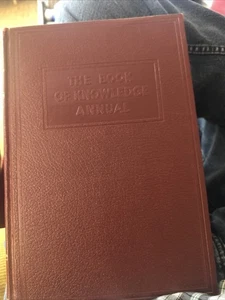 THE BOOK
OF KNOWLEDGE
ANNUAL